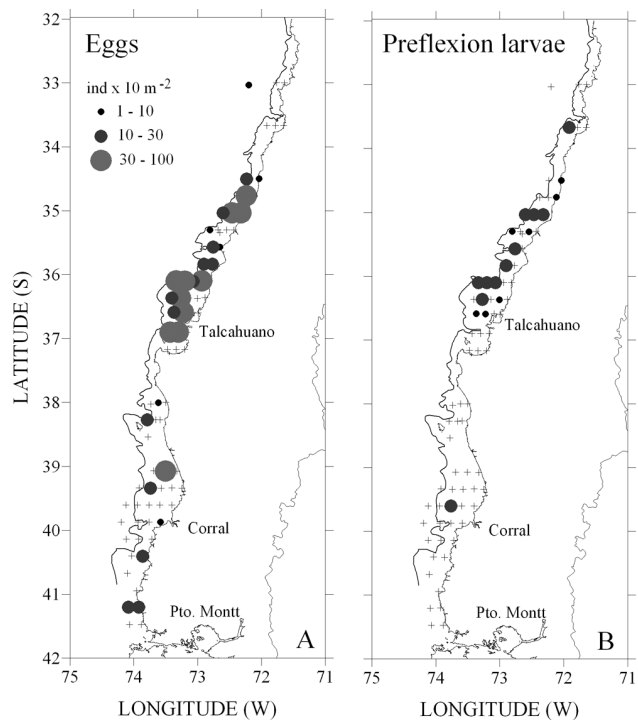 Eggs
ind x 10 m⁻²
1 - 10
10 - 30
30 - 100
32
33
34
35
36
37
38
39
40
41
42
LATITUDE (S)
Talcahuano
Corral
Pto. Montt
A
75
74
73
72
71
LONGITUDE (W)
Preflexion larvae
Talcahuano
Corral
Pto. Montt
B
75
74
73
72
71
LONGITUDE (W)